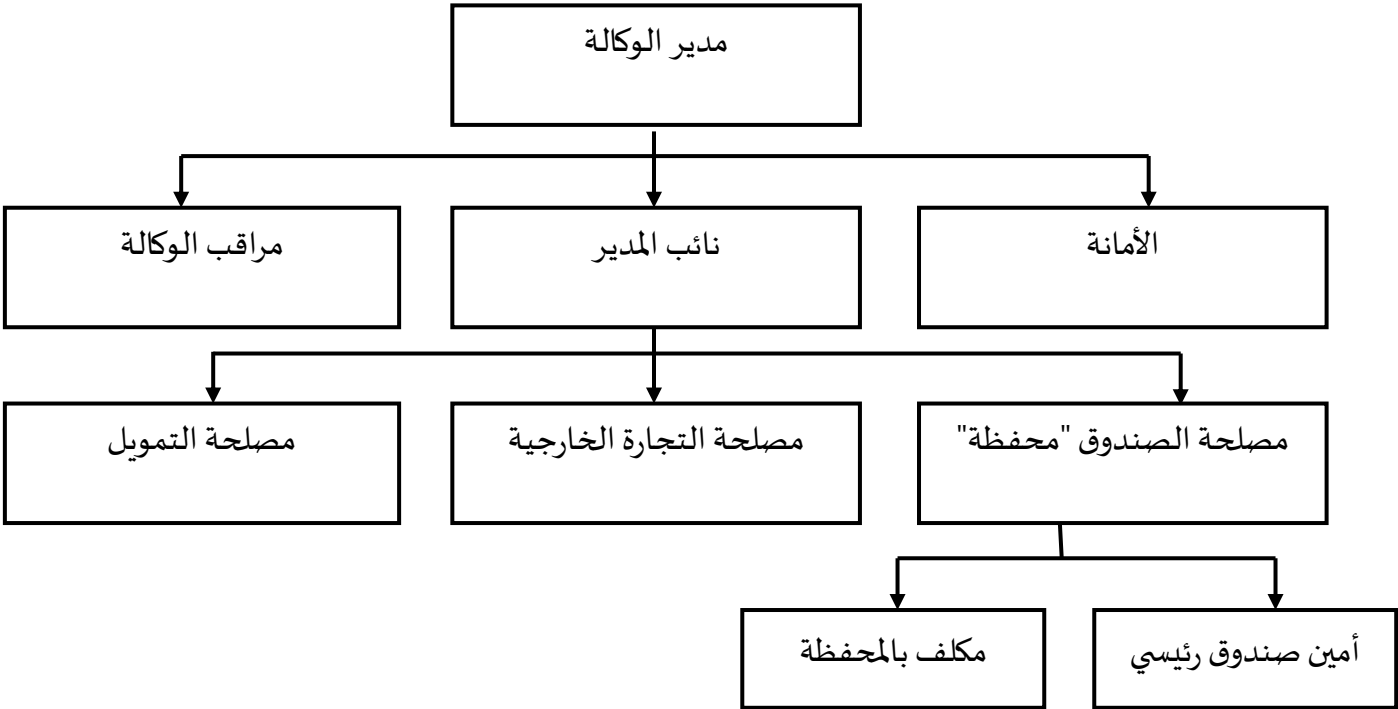 مدير الوكالة
الأمانة
نائب المدير
مراقب الوكالة
مصلحة الصندوق "محفظة"
مصلحة التجارة الخارجية
مصلحة التمويل
أمين صندوق رئيسي
مكلف بالمحفظة